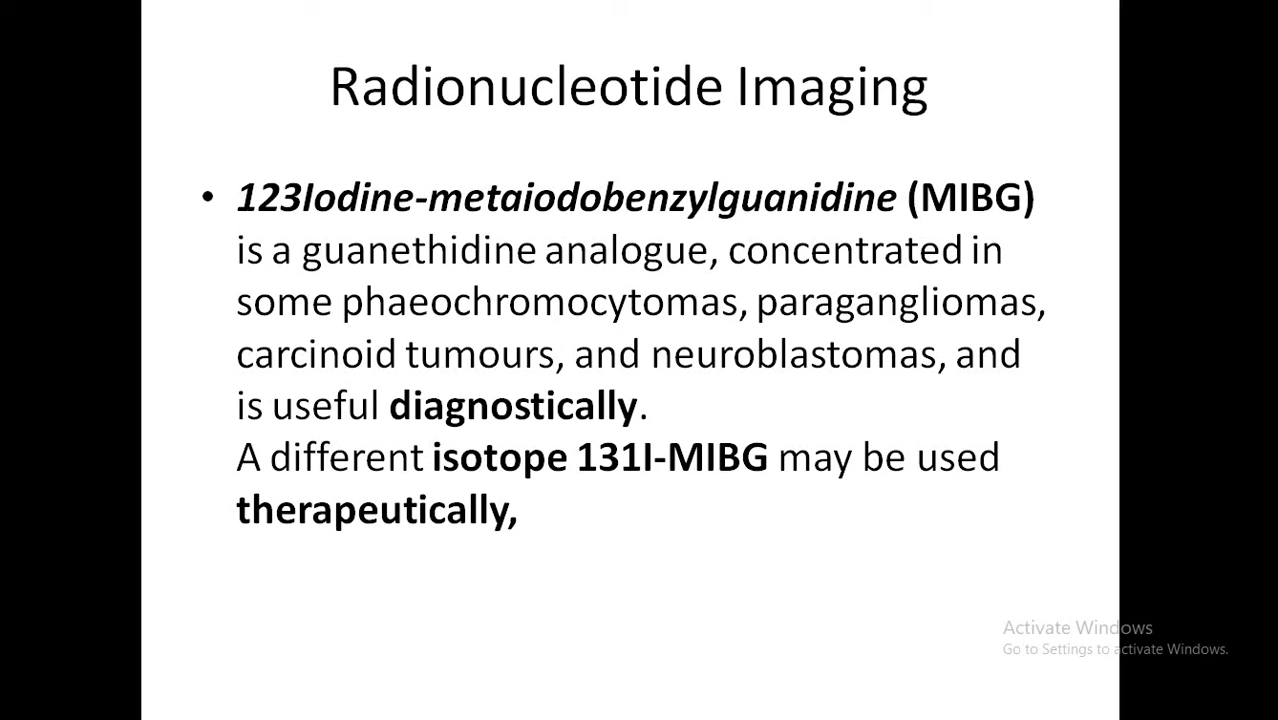 Radionucleotide Imaging
• 123Iodine-metaiodobenzylguanidine (MIBG)
is a guanethidine analogue, concentrated in
some phaeochromocytomas, paragangliomas,
carcinoid tumours, and neuroblastomas, and
is useful diagnostically.
A different isotope 131I-MIBG may be used
therapeutically,
Activate Windows
Go to Settings to activate Windows.